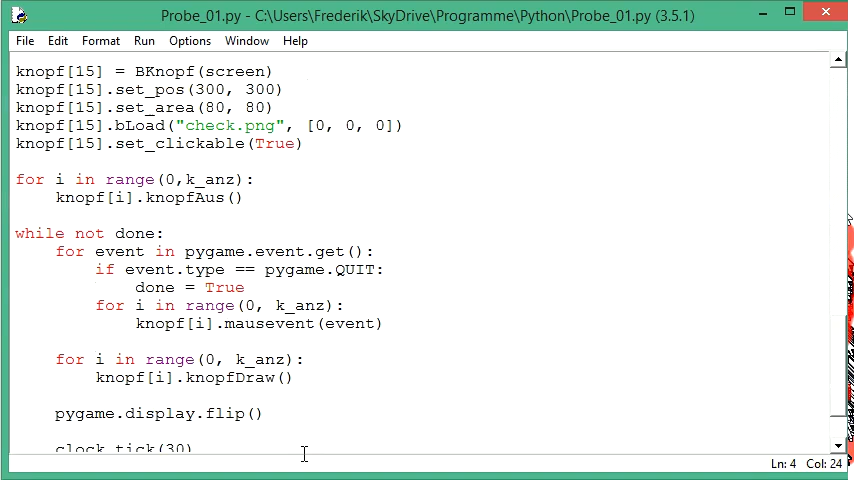 Probe_01.py - C:\Users\Frederik\SkyDrive\Programme\Python\Probe_01.py (3.5.1)
File Edit Format Run Options Window Help
knopf[15] = BKnopf(screen)
knopf[15].set_pos(300, 300)
knopf[15].set_area(80, 80)
knopf[15].bLoad("check.png", [0, 0, 0])
knopf[15].set_clickable(True)
for i in range(0,k_anz):
    knopf[i].knopfAus()
while not done:
    for event in pygame.event.get():
        if event.type == pygame.QUIT:
            done = True
        for i in range(0, k_anz):
            knopf[i].mausevent(event)
    for i in range(0, k_anz):
        knopf[i].knopfDraw()
    pygame.display.flip()
    clock.tick(30)
Ln: 4 Col: 24